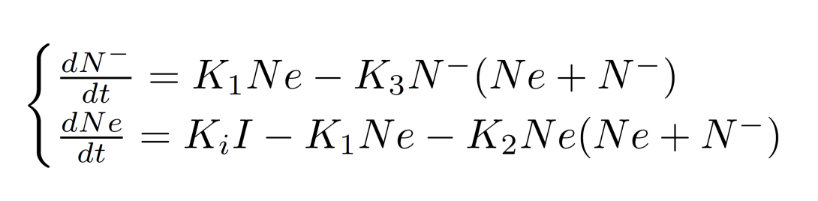 dN⁻/dt = K₁Ne − K₃N⁻(Ne + N⁻)
dNe/dt = KᵢI − K₁Ne − K₂Ne(Ne + N⁻)